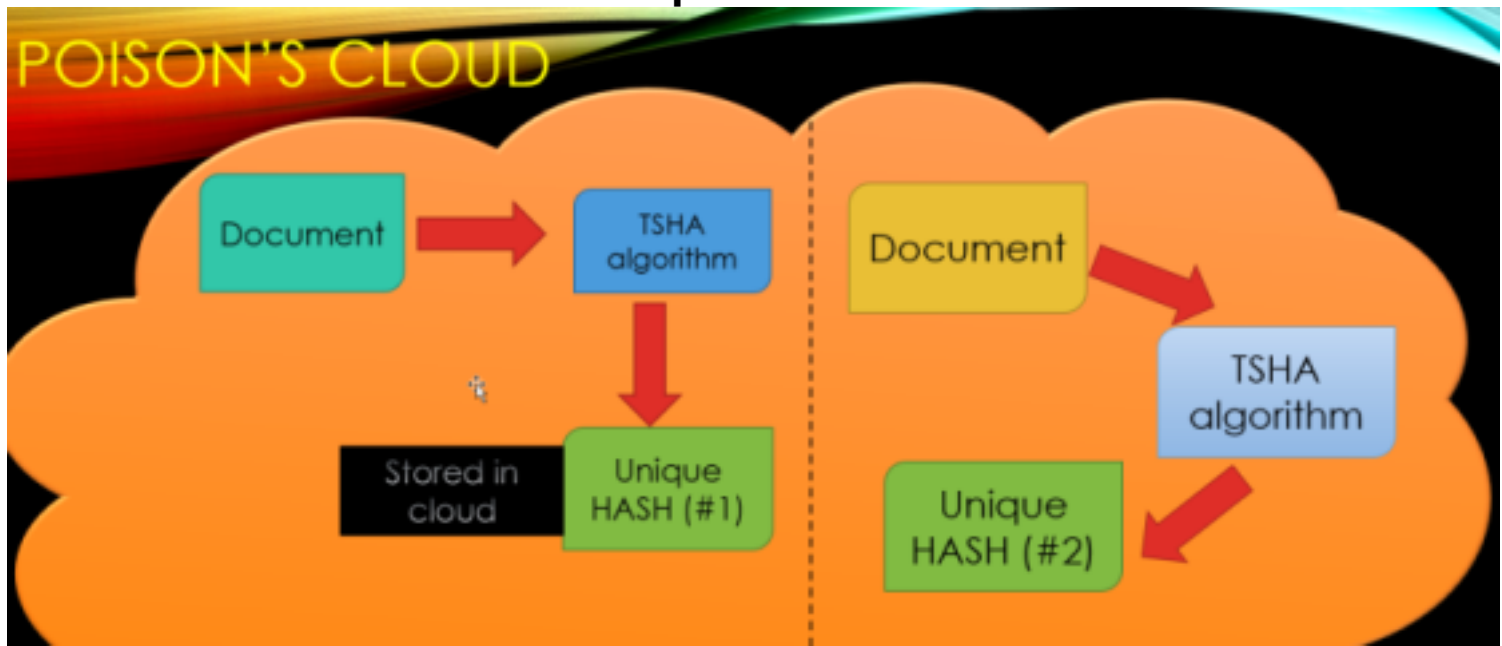 POISON'S CLOUD
Document
TSHA
algorithm
Stored in
cloud
Unique
HASH (#1)
Document
TSHA
algorithm
Unique
HASH (#2)